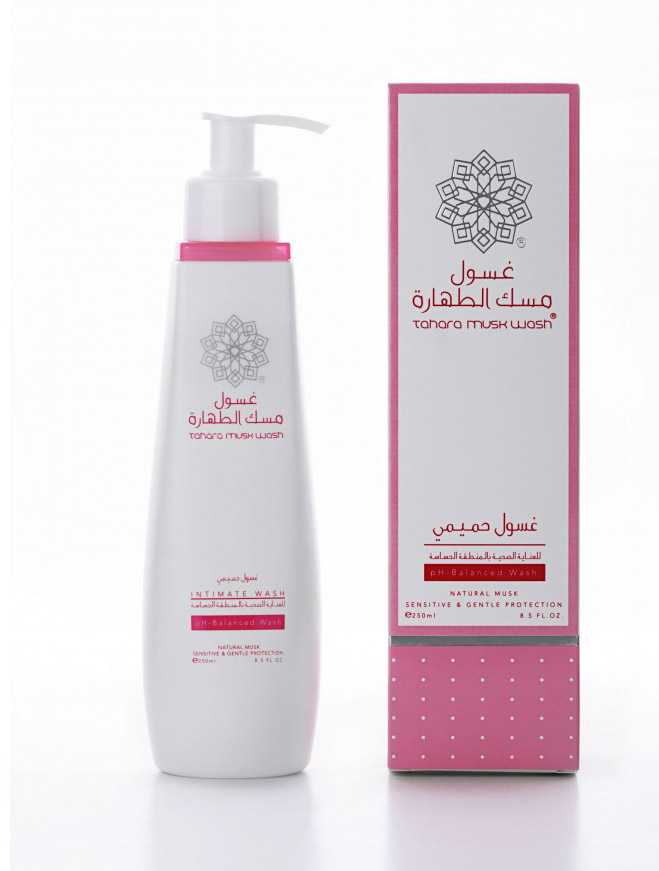 غسول
مسك الطهارة
Tahara Musk Wash
غسول حميمي
INTIMATE WASH
للعناية الصحية بالمنطقة الحساسة
pH-Balanced Wash
NATURAL MUSK
SENSITIVE & GENTLE PROTECTION
℮250ml 8.5 FL.OZ
®
غسول
مسك الطهارة
Tahara Musk Wash®
غسول حميمي
للعناية الصحية بالمنطقة الحساسة
pH-Balanced Wash
NATURAL MUSK
SENSITIVE & GENTLE PROTECTION
℮250ml 8.5 FL.OZ